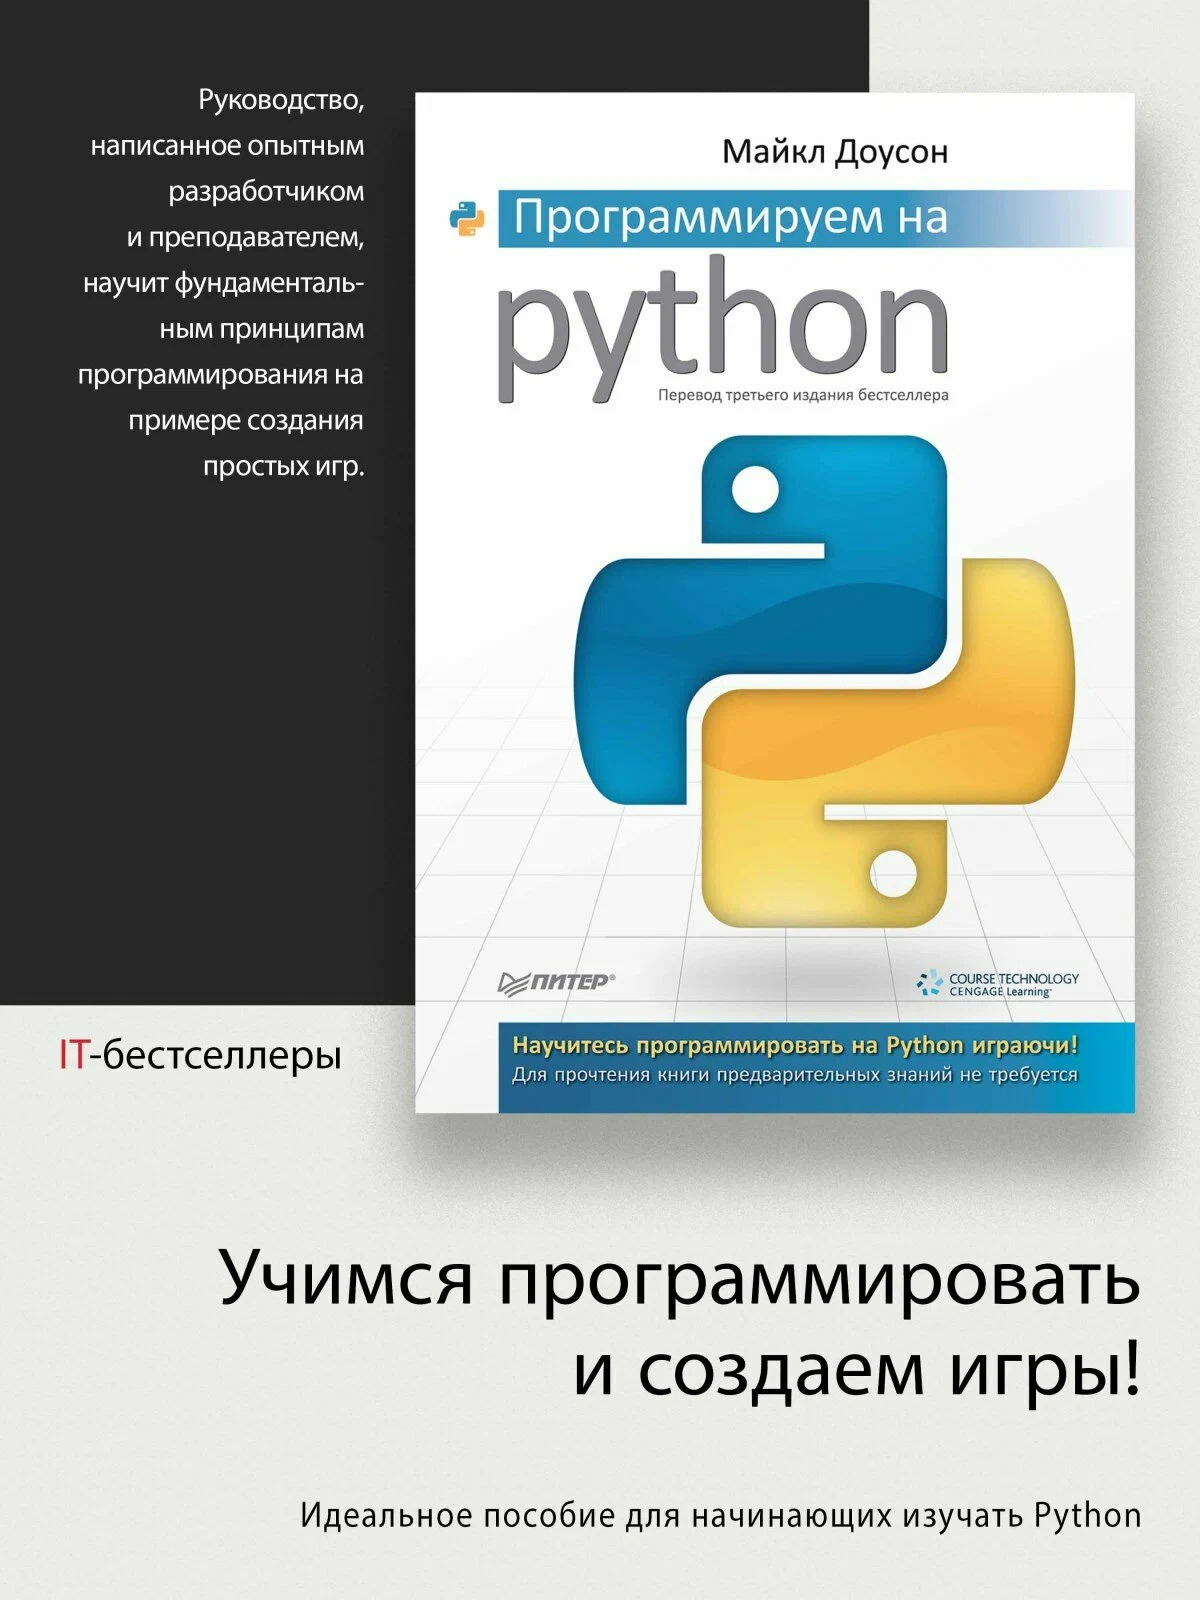 Руководство,
написанное опытным
разработчиком
и преподавателем,
научит фундаменталь-
ным принципам
программирования на
примере создания
простых игр.
Майкл Доусон
Программируем на
python
Перевод третьего издания бестселлера
ПИТЕР®
COURSE TECHNOLOGY
CENGAGE Learning™
Научитесь программировать на Python играючи!
Для прочтения книги предварительных знаний не требуется
IT-бестселлеры
Учимся программировать
и создаем игры!
Идеальное пособие для начинающих изучать Python